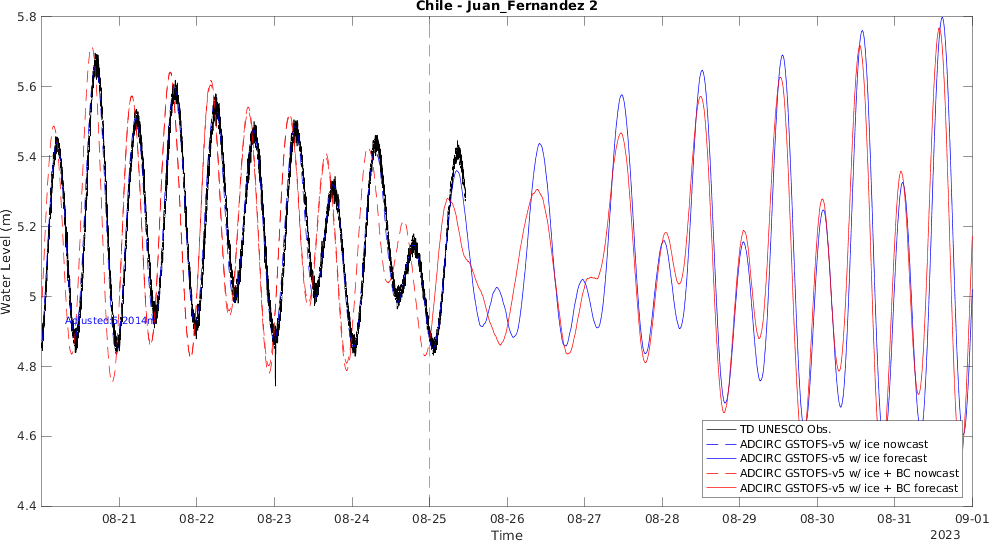 Chile - Juan_Fernandez 2
5.8
5.6
5.4
5.2
5
4.8
4.6
4.4
Water Level (m)
08-21
08-22
08-23
08-24
08-25
08-26
08-27
08-28
08-29
08-30
08-31
09-01
2023
Time
TD UNESCO Obs.
ADCIRC GSTOFS-v5 w/ ice nowcast
ADCIRC GSTOFS-v5 w/ ice forecast
ADCIRC GSTOFS-v5 w/ ice + BC nowcast
ADCIRC GSTOFS-v5 w/ ice + BC forecast